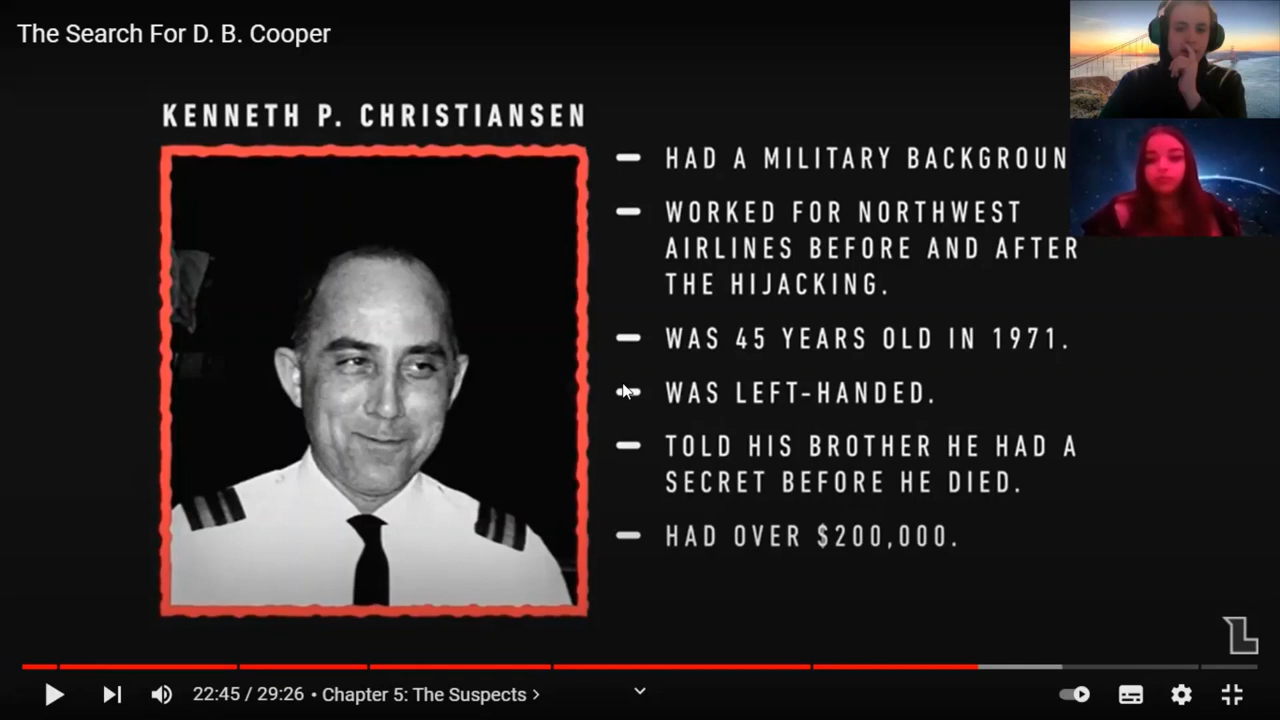 The Search For D. B. Cooper
KENNETH P. CHRISTIANSEN
HAD A MILITARY BACKGROUN
WORKED FOR NORTHWEST
AIRLINES BEFORE AND AFTER
THE HIJACKING.
WAS 45 YEARS OLD IN 1971.
WAS LEFT-HANDED.
TOLD HIS BROTHER HE HAD A
SECRET BEFORE HE DIED.
HAD OVER $200,000.
22:45 / 29:26 • Chapter 5: The Suspects